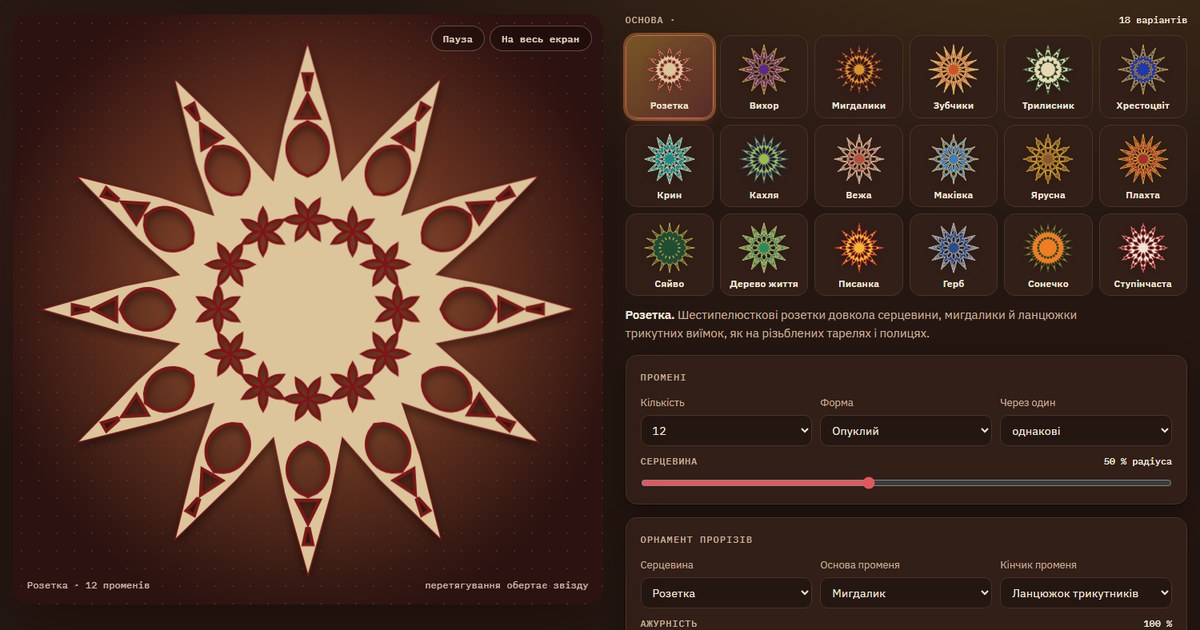 Пауза
На весь екран
Розетка · 12 променів
перетягування обертає звізду
ОСНОВА ·
18 варіантів
Розетка
Вихор
Мигдалики
Зубчики
Трилисник
Хрестоцвіт
Крин
Кахля
Вежа
Маківка
Ярусна
Плахта
Сяйво
Дерево життя
Писанка
Герб
Сонечко
Ступінчаста
Розетка. Шестипелюсткові розетки довкола серцевини, мигдалики й ланцюжки
трикутних виїмок, як на різьблених тарелях і полицях.
ПРОМЕНІ
Кількість
Форма
Через один
12
Опуклий
однакові
СЕРЦЕВИНА
50 % радіуса
ОРНАМЕНТ ПРОРІЗІВ
Серцевина
Основа променя
Кінчик променя
Розетка
Мигдалик
Ланцюжок трикутників
АЖУРНІСТЬ
100 %